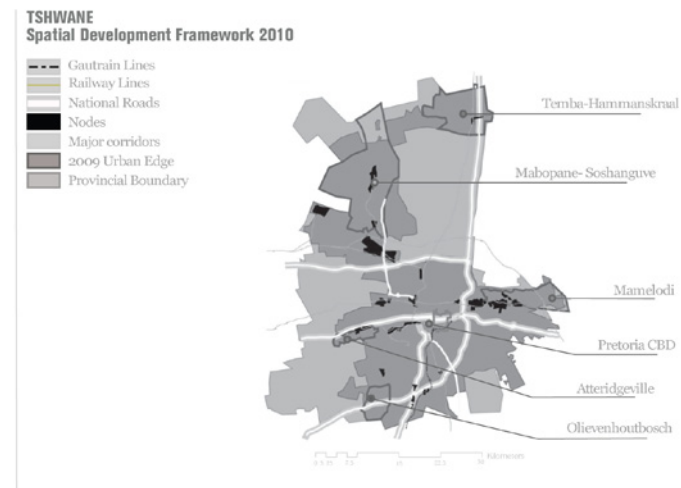 TSHWANE
Spatial Development Framework 2010
Gautrain Lines
Railway Lines
National Roads
Nodes
Major corridors
2009 Urban Edge
Provincial Boundary
Temba-Hammanskraal
Mabopane- Soshanguve
Mamelodi
Pretoria CBD
Atteridgeville
Olievenhoutbosch
Kilometers